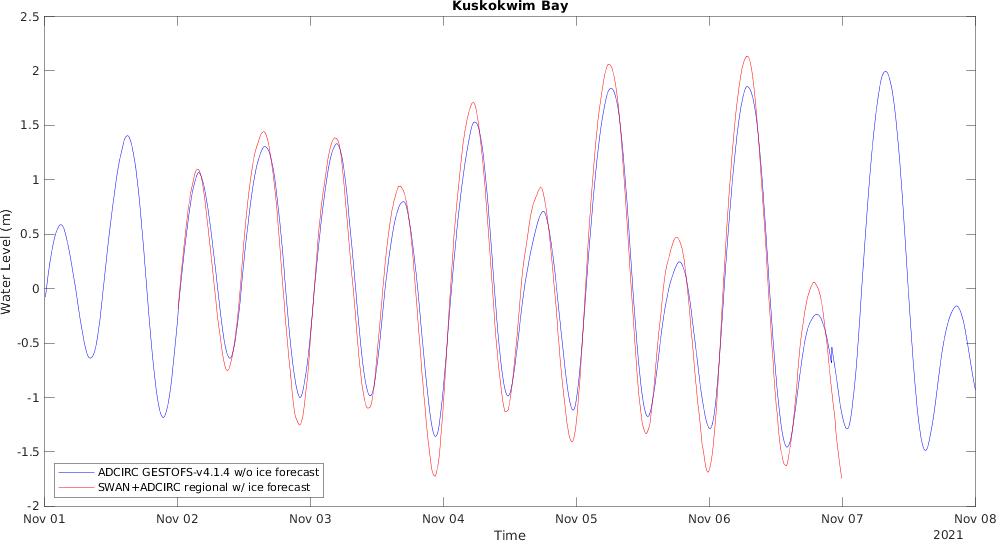 Kuskokwim Bay
2.5
2
1.5
1
0.5
0
-0.5
-1
-1.5
-2
Water Level (m)
ADCIRC GESTOFS-v4.1.4 w/o ice forecast
SWAN+ADCIRC regional w/ ice forecast
Nov 01 Nov 02 Nov 03 Nov 04 Nov 05 Nov 06 Nov 07 Nov 08
Time
2021